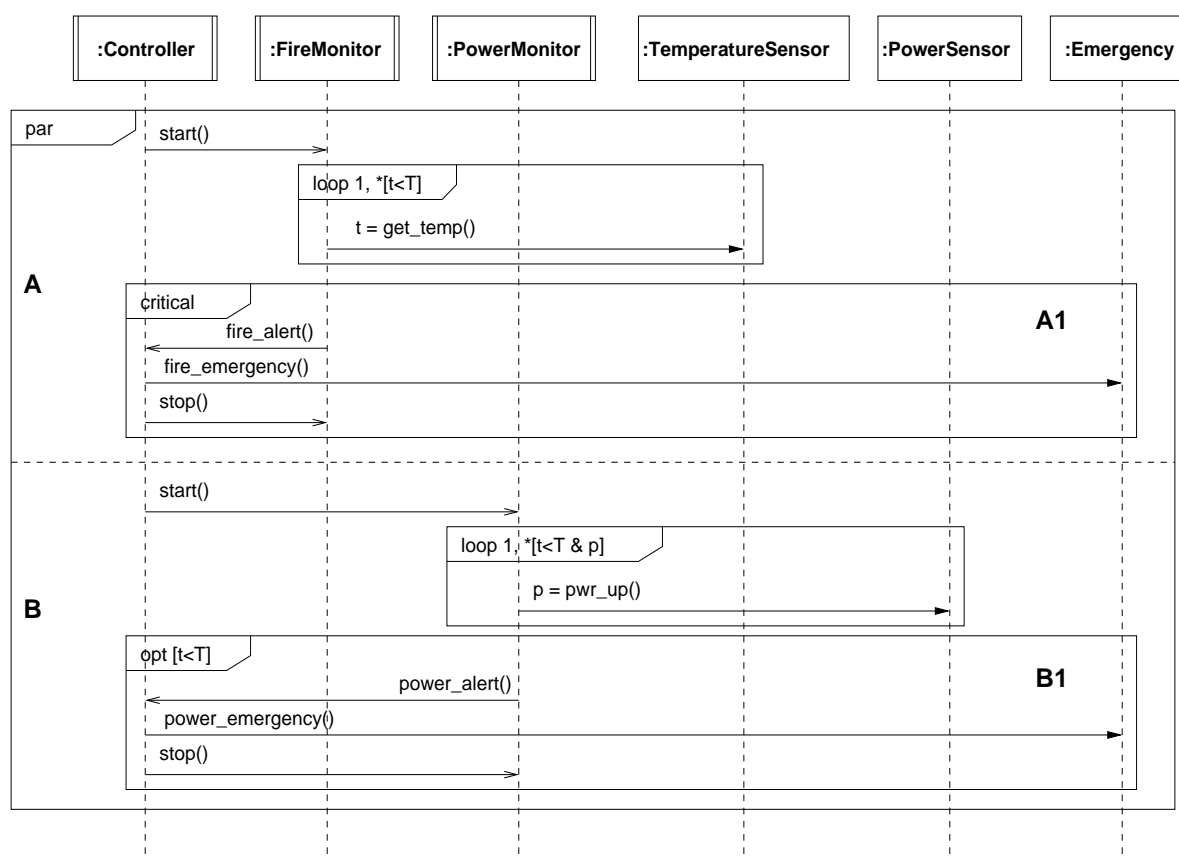 :Controller :FireMonitor :PowerMonitor :TemperatureSensor :PowerSensor :Emergency
par
start()
loop 1, *[t<T]
t = get_temp()
A
critical
A1
fire_alert()
fire_emergency()
stop()
start()
loop 1, *[t<T & p]
p = pwr_up()
B
opt [t<T]
B1
power_alert()
power_emergency()
stop()